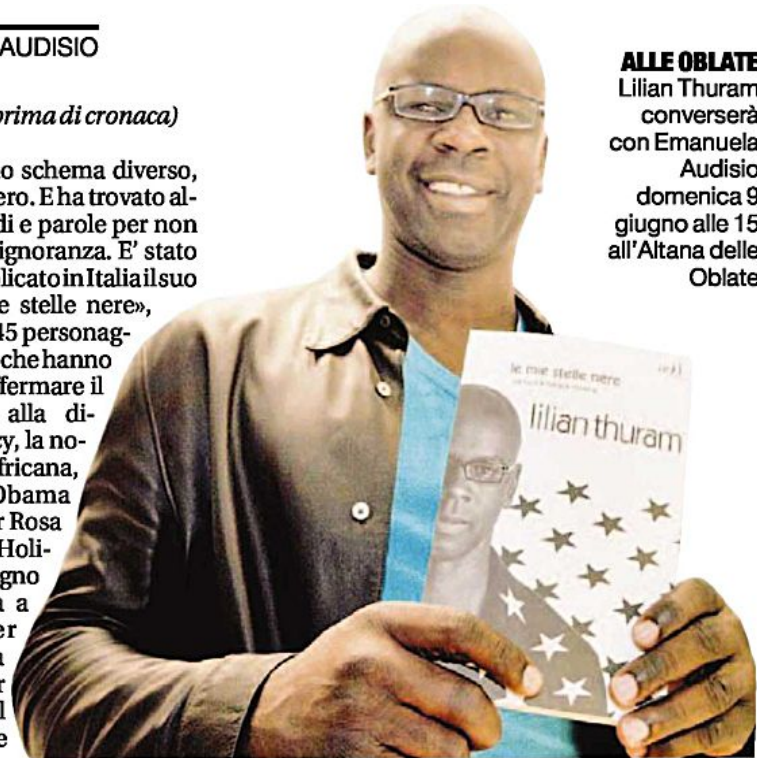 AUDISIO
prima di cronaca)
o schema diverso,
ero. E ha trovato al-
di e parole per non
ignoranza. E' stato
licato in Italia il suo
e stelle nere»,
45 personag-
che hanno
fermare il
alla di-
cy, la no-
fricana,
Obama
r Rosa
Holi-
gno
a a
er
a
r
l
e
ALLE OBLATE
Lilian Thuram
converserà
con Emanuela
Audisio
domenica 9
giugno alle 15
all'Altana delle
Oblate
le mie stelle nere
lilian thuram